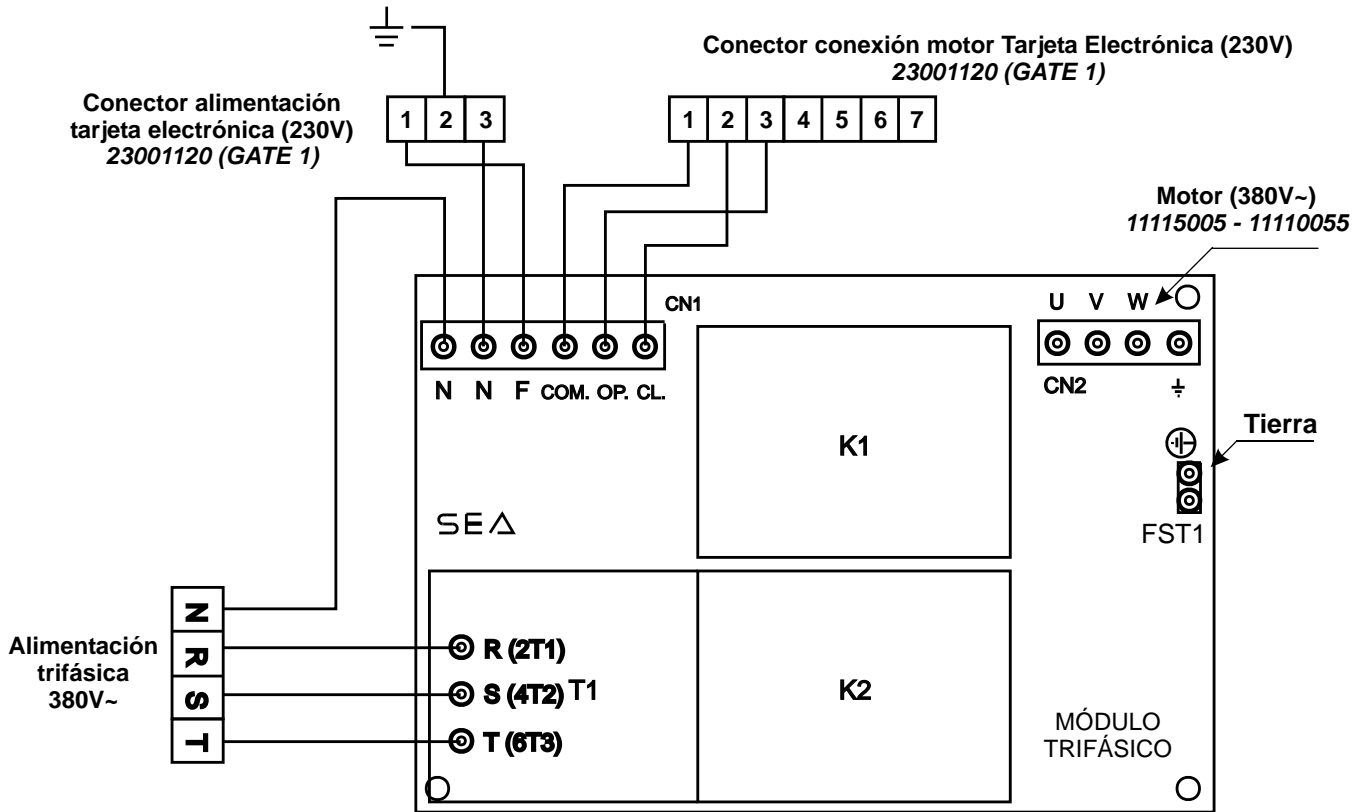 Conector conexión motor Tarjeta Electrónica (230V)
23001120 (GATE 1)
Conector alimentación
tarjeta electrónica (230V)
23001120 (GATE 1)
1 2 3
1 2 3 4 5 6 7
Motor (380V~)
11115005 - 11110055
CN1
U V W
N N F COM. OP. CL.
CN2
K1
Tierra
SEA
FST1
N
R
S
T
Alimentación
trifásica
380V~
R (2T1)
S (4T2) T1
T (6T3)
K2
MÓDULO
TRIFÁSICO